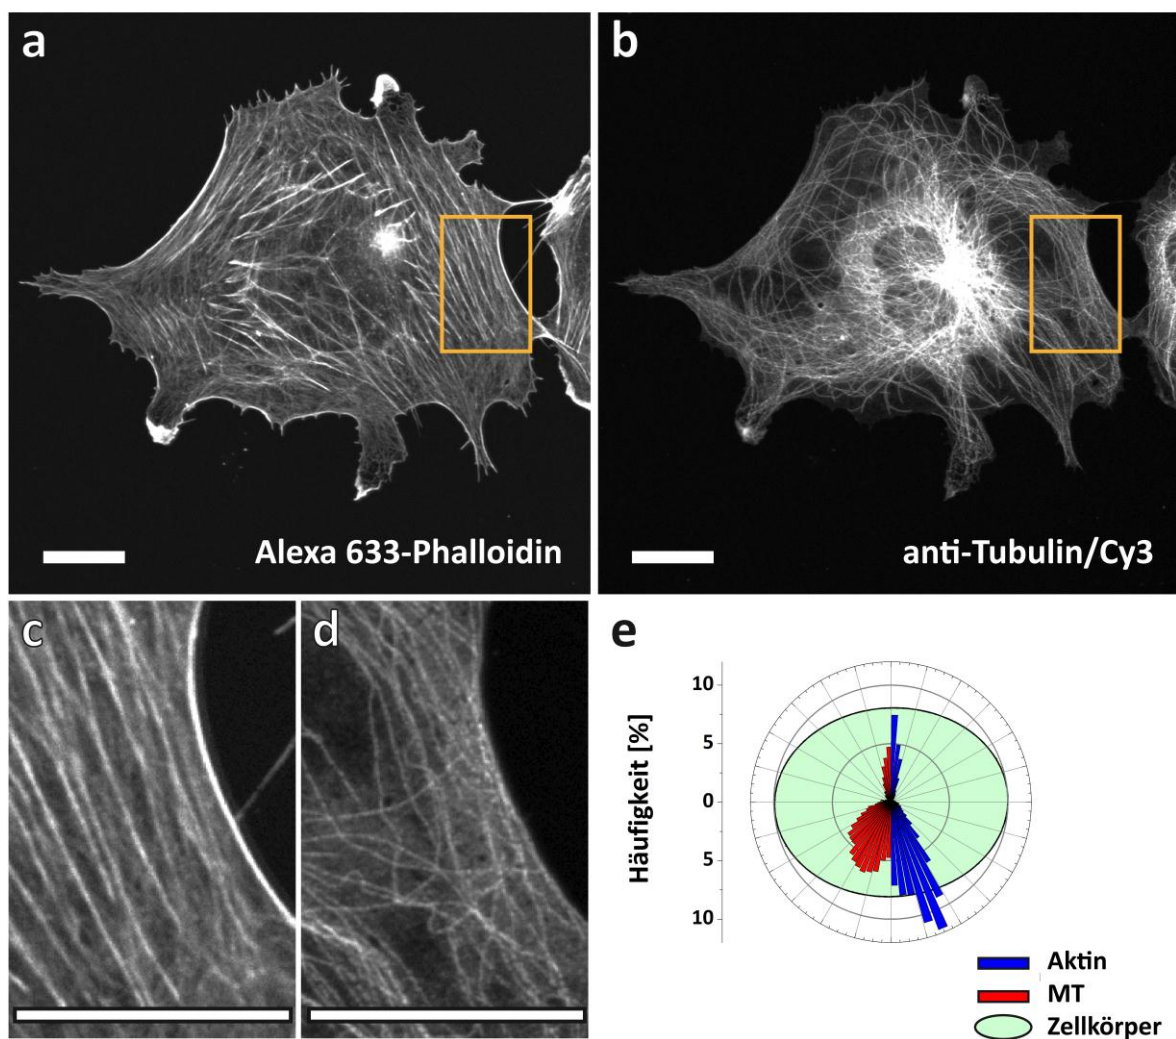 a
b
Alexa 633-Phalloidin
anti-Tubulin/Cy3
c
d
e
Häufigkeit [%]
10
5
0
5
10
Aktin
MT
Zellkörper